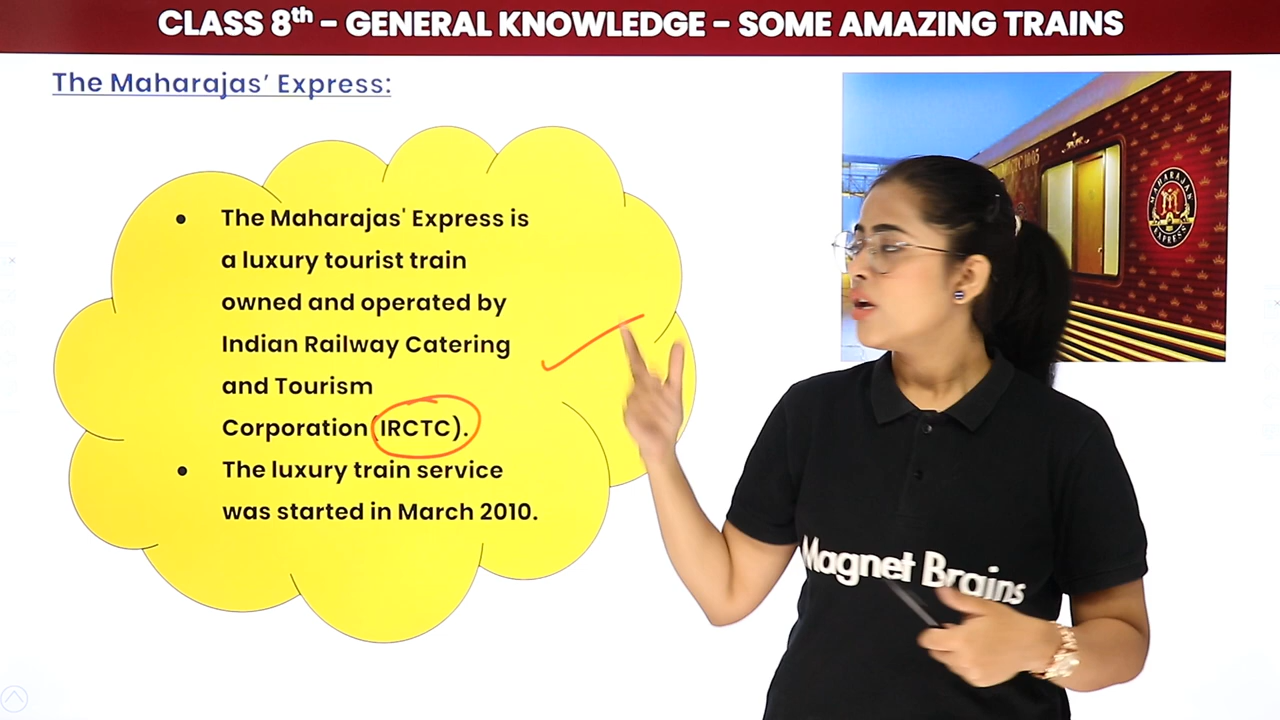 CLASS 8th – GENERAL KNOWLEDGE – SOME AMAZING TRAINS
The Maharajas’ Express:
• The Maharajas' Express is
a luxury tourist train
owned and operated by
Indian Railway Catering
and Tourism
Corporation (IRCTC).
• The luxury train service
was started in March 2010.
MAHARAJAS
EXPRESS
Magnet Brains